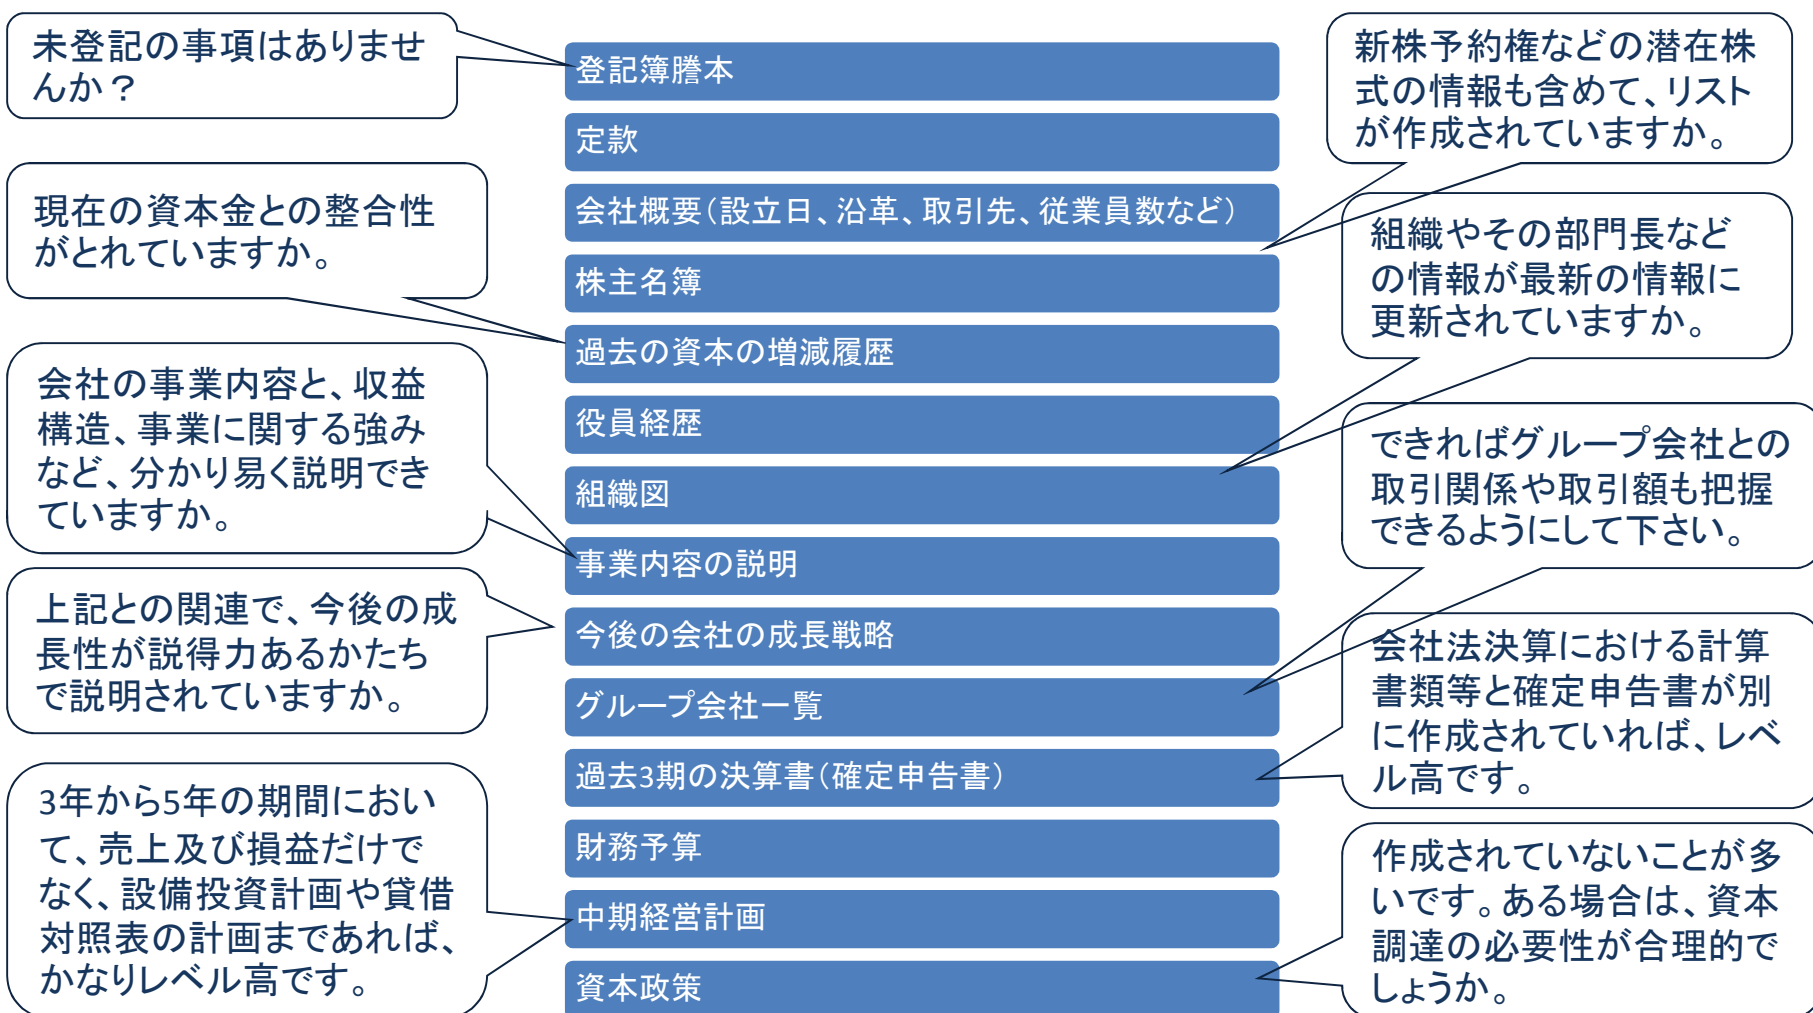 未登記の事項はありませ
んか？
現在の資本金との整合性
がとれていますか。
会社の事業内容と、収益
構造、事業に関する強み
など、分かり易く説明でき
ていますか。
上記との関連で、今後の成
長性が説得力あるかたち
で説明されていますか。
3年から5年の期間におい
て、売上及び損益だけで
なく、設備投資計画や貸借
対照表の計画まであれば、
かなりレベル高です。
登記簿謄本
定款
会社概要（設立日、沿革、取引先、従業員数など）
株主名簿
過去の資本の増減履歴
役員経歴
組織図
事業内容の説明
今後の会社の成長戦略
グループ会社一覧
過去3期の決算書（確定申告書）
財務予算
中期経営計画
資本政策
新株予約権などの潜在株
式の情報も含めて、リスト
が作成されていますか。
組織やその部門長など
の情報が最新の情報に
更新されていますか。
できればグループ会社との
取引関係や取引額も把握
できるようにして下さい。
会社法決算における計算
書類等と確定申告書が別
に作成されていれば、レベ
ル高です。
作成されていないことが多
いです。ある場合は、資本
調達の必要性が合理的で
しょうか。